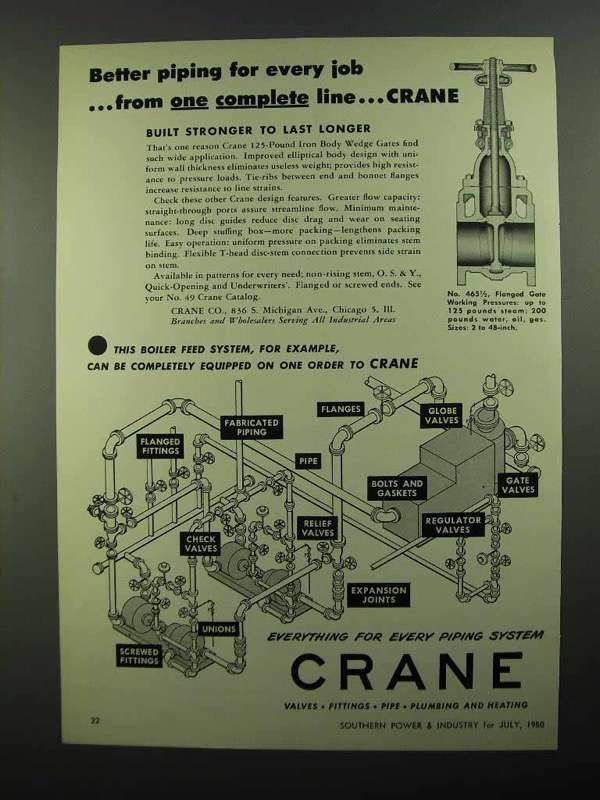 Better piping for every job
...from one complete line...CRANE
BUILT STRONGER TO LAST LONGER
That's one reason Crane 125-Pound Iron Body Wedge Gates find
such wide application. Improved elliptical body design with uni-
form wall thickness eliminates useless weight; provides high resist-
ance to pressure loads. Tie-ribs between end and bonnet flanges
increase resistance to line strains.
Check these other Crane design features. Greater flow capacity:
straight-through ports assure streamline flow. Minimum mainte-
nance: long disc guides reduce disc drag and wear on seating
surfaces. Deep stuffing box—more packing—lengthens packing
life. Easy operation: uniform pressure on packing eliminates stem
binding. Flexible T-head disc-stem connection prevents side strain
on stem.
Available in patterns for every need; non-rising stem, O. S. & Y.,
Quick-Opening and Underwriters'. Flanged or screwed ends. See
your No. 49 Crane Catalog.
CRANE CO., 836 S. Michigan Ave., Chicago 5, Ill.
Branches and Wholesalers Serving All Industrial Areas
No. 465½, Flanged Gate
Working Pressures: up to
125 pounds steam; 200
pounds water, oil, gas.
Sizes: 2 to 48-inch.
THIS BOILER FEED SYSTEM, FOR EXAMPLE,
CAN BE COMPLETELY EQUIPPED ON ONE ORDER TO CRANE
FLANGES
GLOBE
VALVES
FABRICATED
PIPING
FLANGED
FITTINGS
PIPE
BOLTS AND
GASKETS
GATE
VALVES
RELIEF
VALVES
REGULATOR
VALVES
CHECK
VALVES
EXPANSION
JOINTS
UNIONS
SCREWED
FITTINGS
EVERYTHING FOR EVERY PIPING SYSTEM
CRANE
VALVES • FITTINGS • PIPE • PLUMBING AND HEATING
22
SOUTHERN POWER & INDUSTRY for JULY, 1950